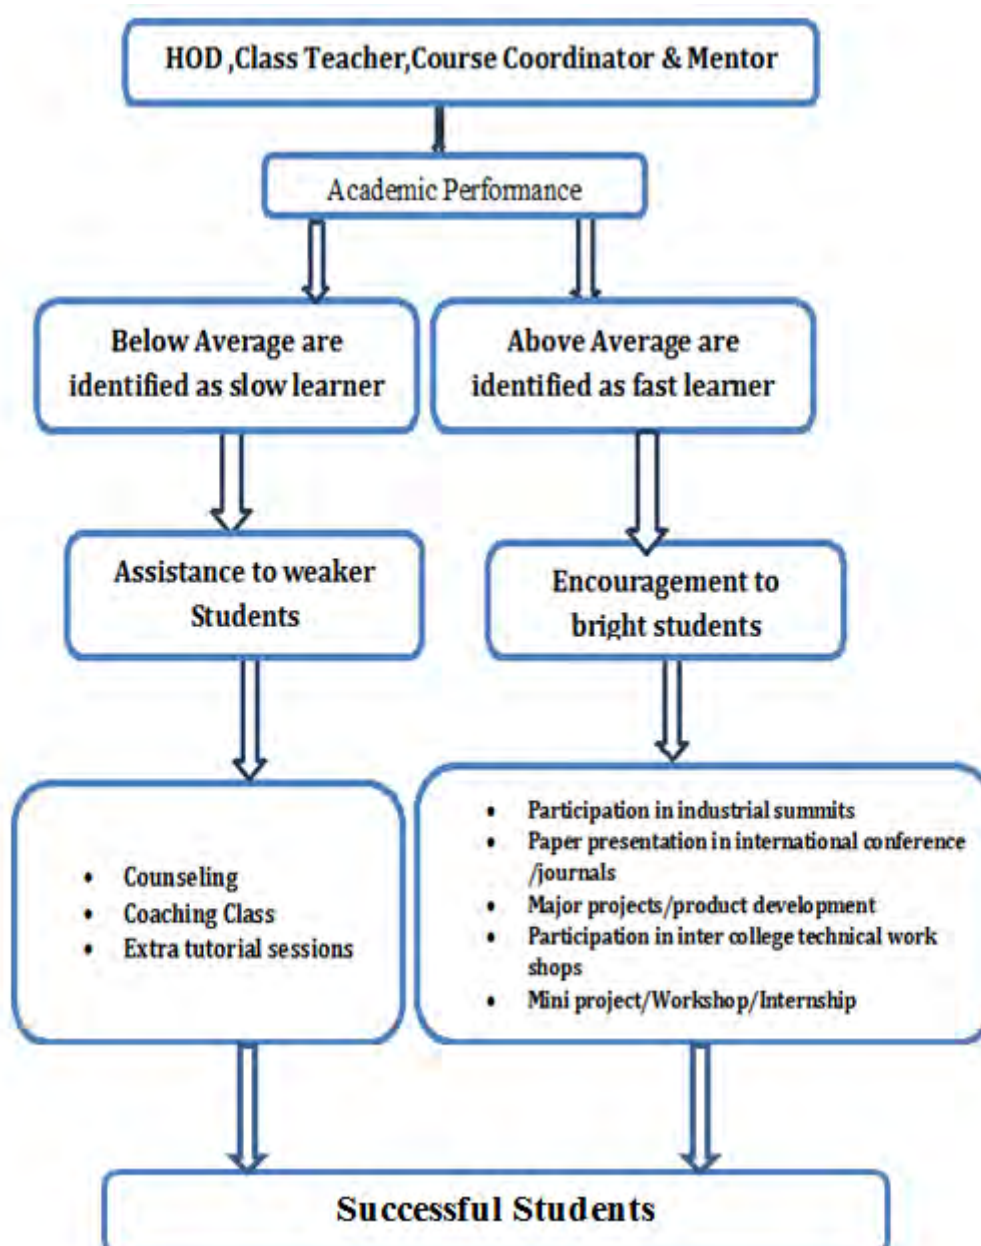 HOD ,Class Teacher,Course Coordinator & Mentor
Academic Performance
Below Average are
identified as slow learner
Above Average are
identified as fast learner
Assistance to weaker
Students
Encouragement to
bright students
• Counseling
• Coaching Class
• Extra tutorial sessions
• Participation in industrial summits
• Paper presentation in international conference
/journals
• Major projects/product development
• Participation in inter college technical work
shops
• Mini project/Workshop/Internship
Successful Students